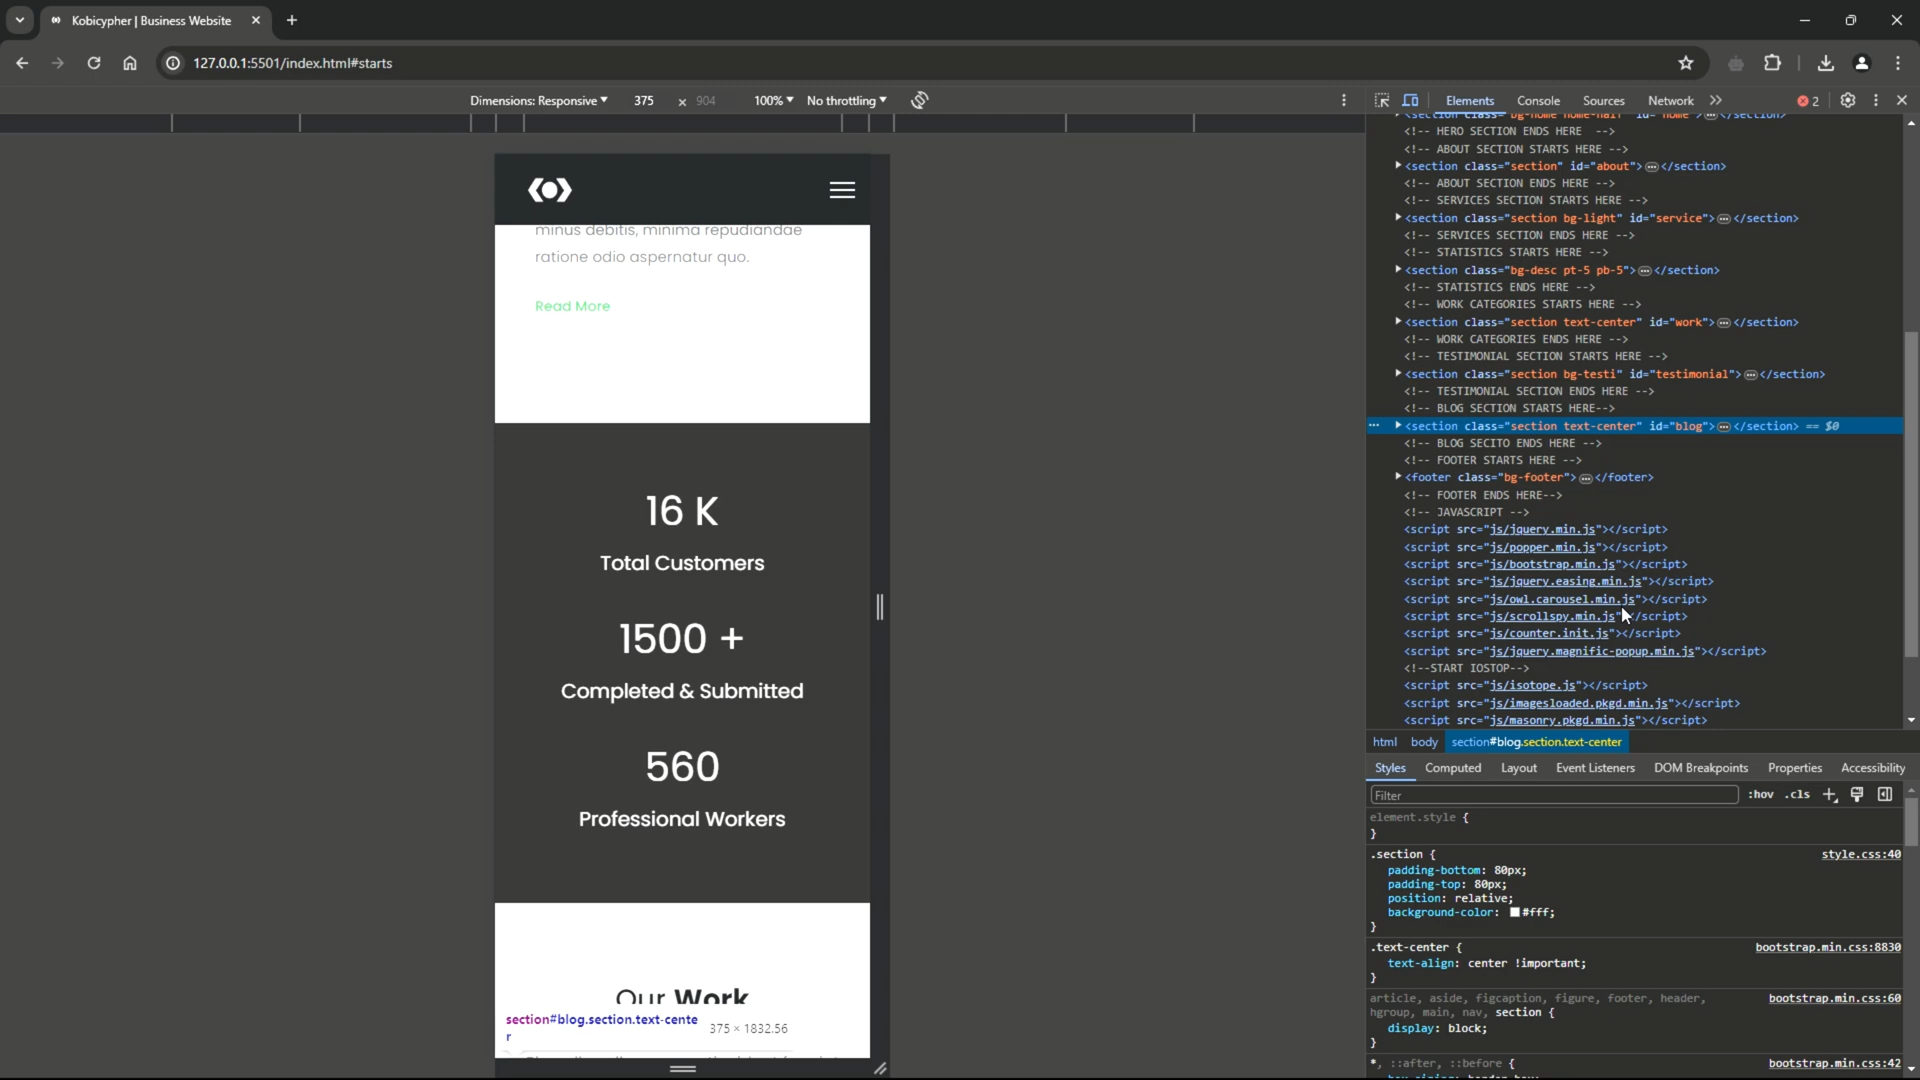 Kobicypher | Business Website
127.0.0.1:5501/index.html#starts
Dimensions: Responsive 375 × 904 100% No throttling
Elements Console Sources Network 2
<section class="bg-home home-half" id="home">…</section>
<!-- HERO SECTION ENDS HERE -->
<!-- ABOUT SECTION STARTS HERE -->
<section class="section" id="about">…</section>
<!-- ABOUT SECTION ENDS HERE -->
<!-- SERVICES SECTION STARTS HERE -->
<section class="section bg-light" id="service">…</section>
<!-- SERVICES SECTION ENDS HERE -->
<!-- STATISTICS STARTS HERE -->
<section class="bg-desc pt-5 pb-5">…</section>
<!-- STATISTICS ENDS HERE -->
<!-- WORK CATEGORIES STARTS HERE -->
<section class="section text-center" id="work">…</section>
<!-- WORK CATEGORIES ENDS HERE -->
<!-- TESTIMONIAL SECTION STARTS HERE -->
<section class="section bg-testi" id="testimonial">…</section>
<!-- TESTIMONIAL SECTION ENDS HERE -->
<!-- BLOG SECTION STARTS HERE-->
<section class="section text-center" id="blog">…</section> == $0
<!-- BLOG SECITO ENDS HERE -->
<!-- FOOTER STARTS HERE -->
<footer class="bg-footer">…</footer>
<!-- FOOTER ENDS HERE-->
<!-- JAVASCRIPT -->
<script src="js/jquery.min.js"></script>
<script src="js/popper.min.js"></script>
<script src="js/bootstrap.min.js"></script>
<script src="js/jquery.easing.min.js"></script>
<script src="js/owl.carousel.min.js"></script>
<script src="js/scrollspy.min.js"></script>
<script src="js/counter.init.js"></script>
<script src="js/jquery.magnific-popup.min.js"></script>
<!--START IOSTOP-->
<script src="js/isotope.js"></script>
<script src="js/imagesloaded.pkgd.min.js"></script>
<script src="js/masonry.pkgd.min.js"></script>
html body section#blog.section.text-center
Styles Computed Layout Event Listeners DOM Breakpoints Properties Accessibility
Filter :hov .cls
element.style {
}
.section { style.css:40
padding-bottom: 80px;
padding-top: 80px;
position: relative;
background-color: #fff;
}
.text-center { bootstrap.min.css:8830
text-align: center !important;
}
article, aside, figcaption, figure, footer, header, bootstrap.min.css:60
hgroup, main, nav, section {
display: block;
}
*, ::after, ::before { bootstrap.min.css:42
minus debitis, minima repudiandae
ratione odio aspernatur quo.
Read More
16 K
Total Customers
1500 +
Completed & Submitted
560
Professional Workers
Our Work
section#blog.section.text-cente
r
375 × 1832.56